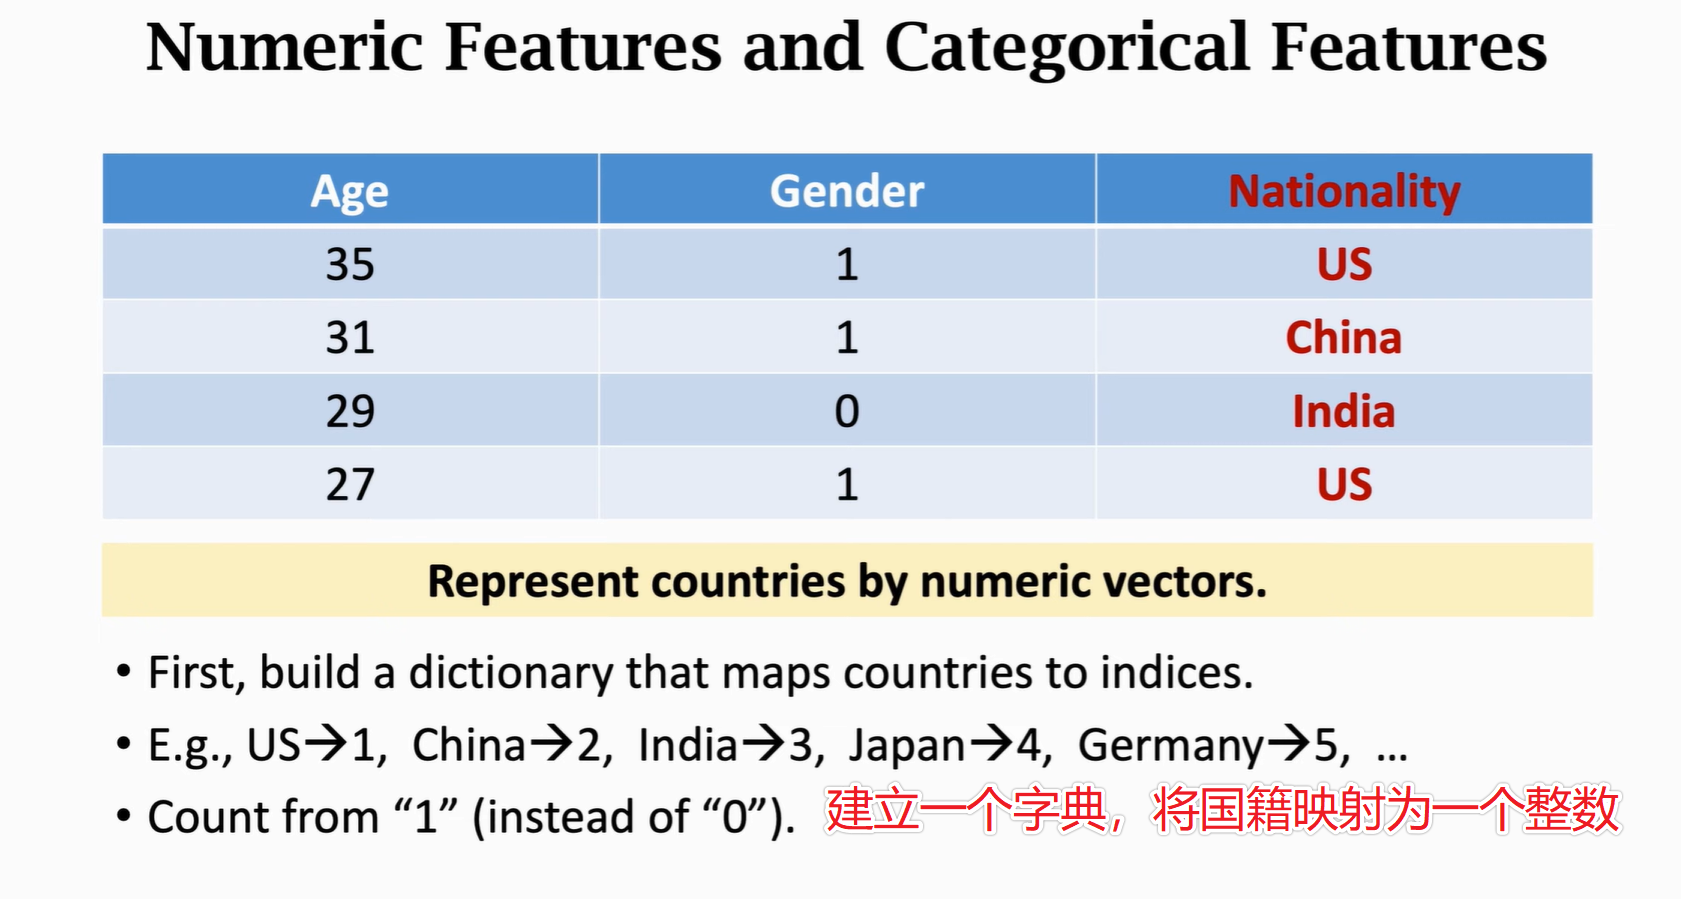 Numeric Features and Categorical Features
Age Gender Nationality
35 1 US
31 1 China
29 0 India
27 1 US
Represent countries by numeric vectors.
• First, build a dictionary that maps countries to indices.
• E.g., US→1, China→2, India→3, Japan→4, Germany→5, ...
• Count from “1” (instead of “0”). 建立一个字典，将国籍映射为一个整数